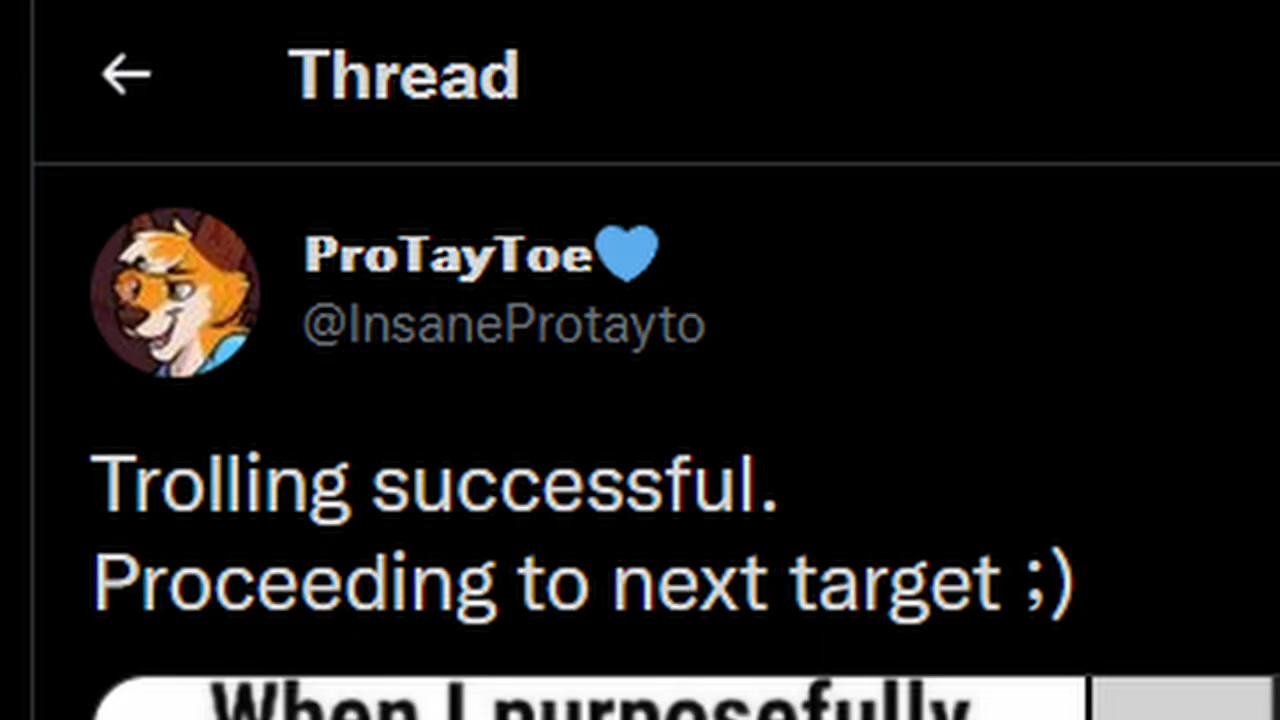 Thread
ProTayToe💙
@InsaneProtayto
Trolling successful.
Proceeding to next target ;)
When I purposefully